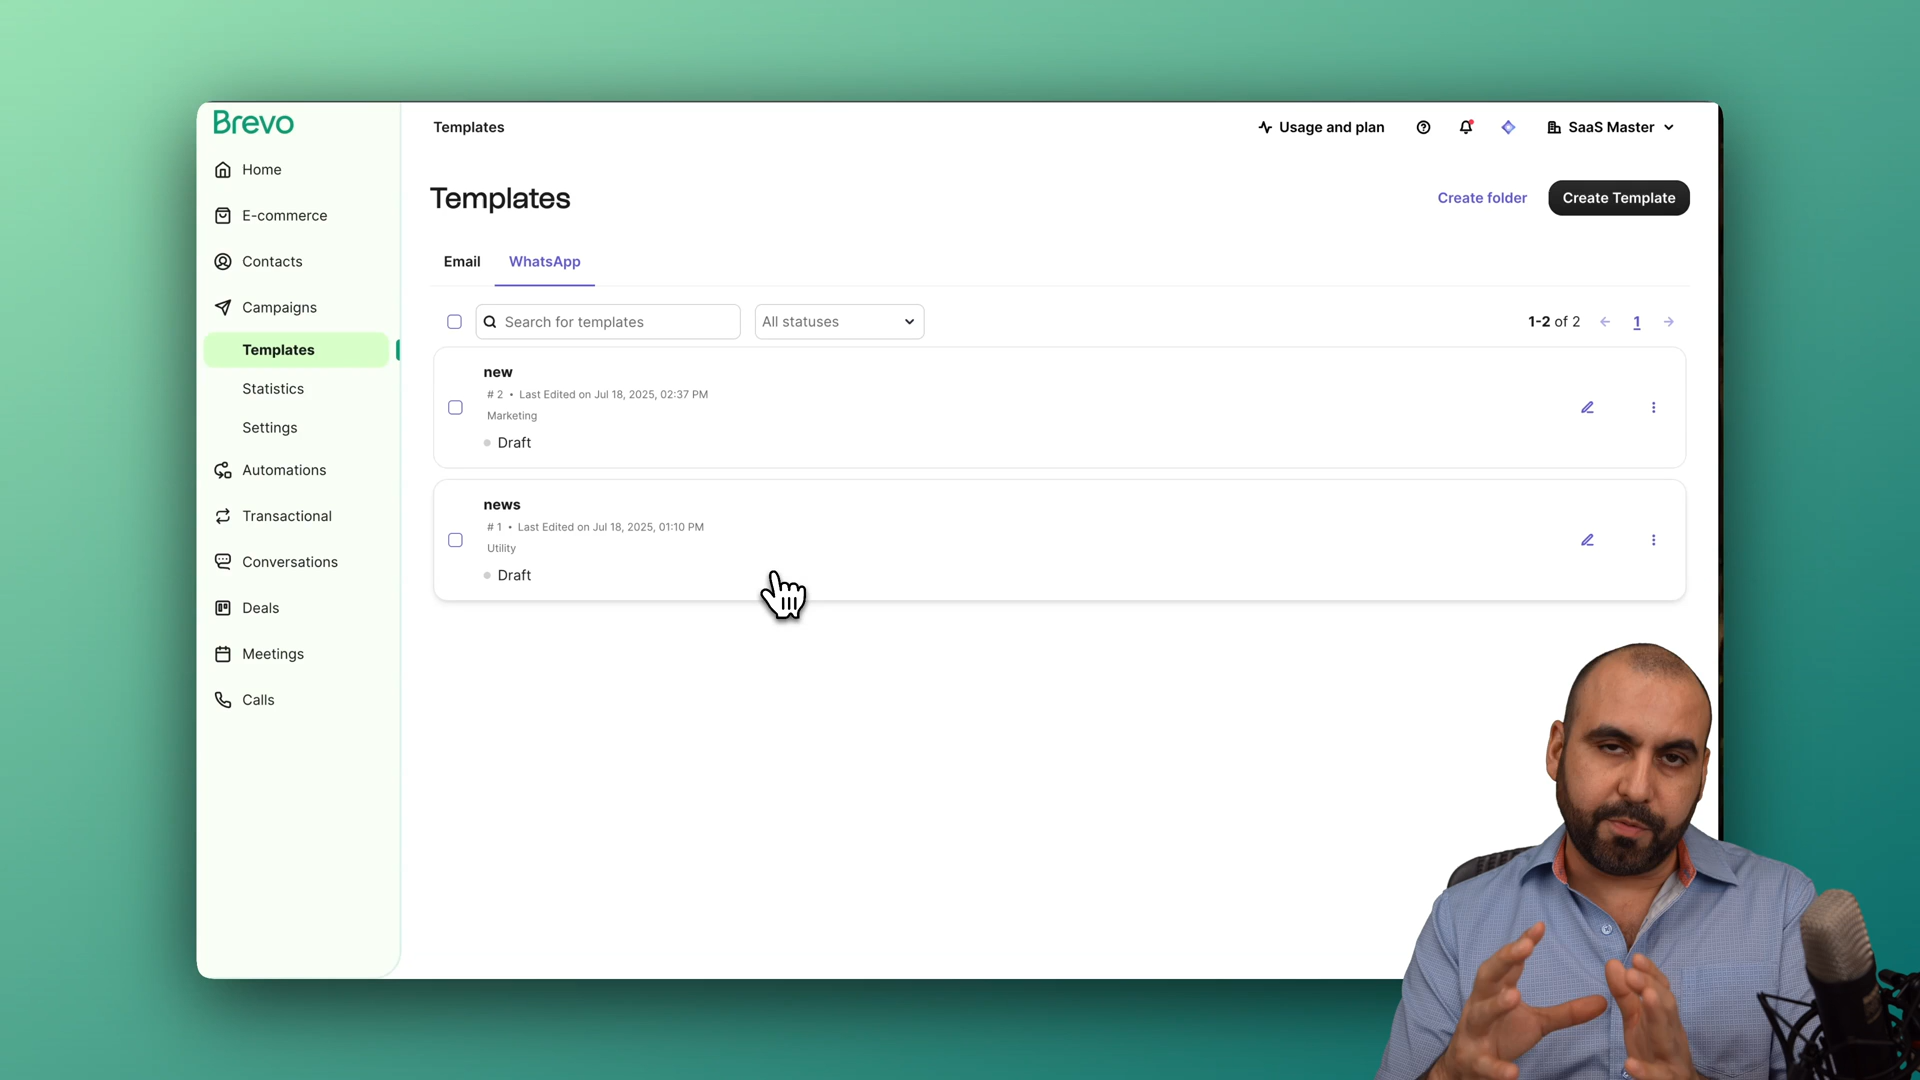 Brevo
Home
E-commerce
Contacts
Campaigns
Templates
Statistics
Settings
Automations
Transactional
Conversations
Deals
Meetings
Calls
Templates
Usage and plan
SaaS Master
Templates
Create folder
Create Template
Email
WhatsApp
Search for templates
All statuses
1-2 of 2
1
new
# 2 • Last Edited on Jul 18, 2025, 02:37 PM
Marketing
Draft
news
# 1 • Last Edited on Jul 18, 2025, 01:10 PM
Utility
Draft